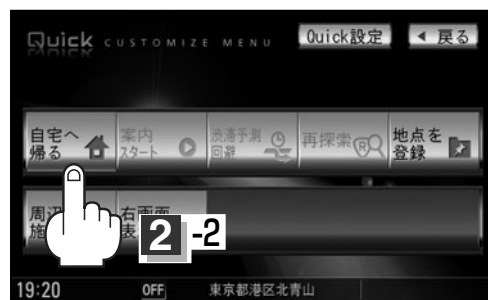 Quick CUSTOMIZE MENU Quick設定 ◀ 戻る
自宅へ 案内 渋滞予測 再探索 地点を
帰る スタート 回避 登録
周辺 右画面
施 表
2-2
19:20 OFF 東京都港区北青山